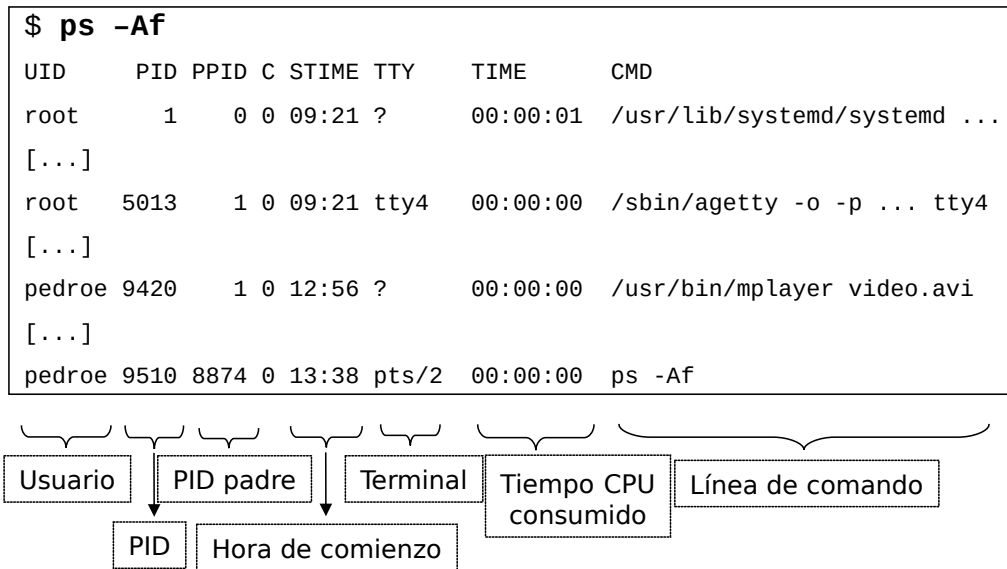 $ ps –Af
UID PID PPID C STIME TTY TIME CMD
root 1 0 0 09:21 ? 00:00:01 /usr/lib/systemd/systemd ...
[...]
root 5013 1 0 09:21 tty4 00:00:00 /sbin/agetty -o -p ... tty4
[...]
pedroe 9420 1 0 12:56 ? 00:00:00 /usr/bin/mplayer video.avi
[...]
pedroe 9510 8874 0 13:38 pts/2 00:00:00 ps -Af
Usuario
PID
PID padre
Hora de comienzo
Terminal
Tiempo CPU
consumido
Línea de comando